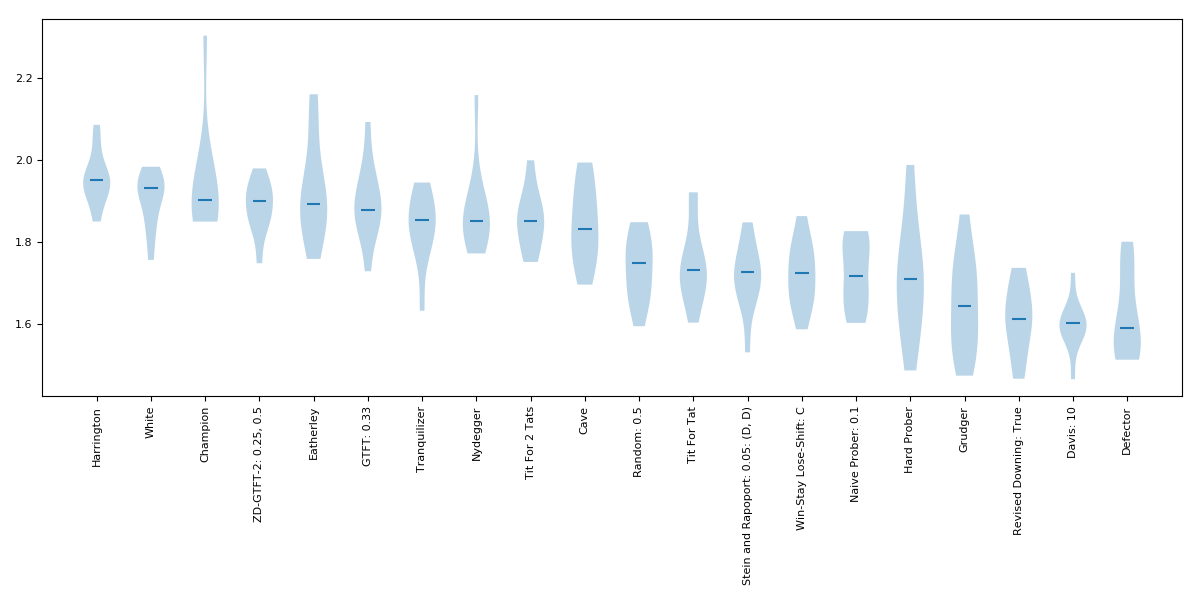 2.2
2.0
1.8
1.6
Harrington
White
Champion
ZD-GTFT-2: 0.25, 0.5
Eatherley
GTFT: 0.33
Tranquilizer
Nydegger
Tit For 2 Tats
Cave
Random: 0.5
Tit For Tat
Stein and Rapoport: 0.05: (D, D)
Win-Stay Lose-Shift: C
Naive Prober: 0.1
Hard Prober
Grudger
Revised Downing: True
Davis: 10
Defector